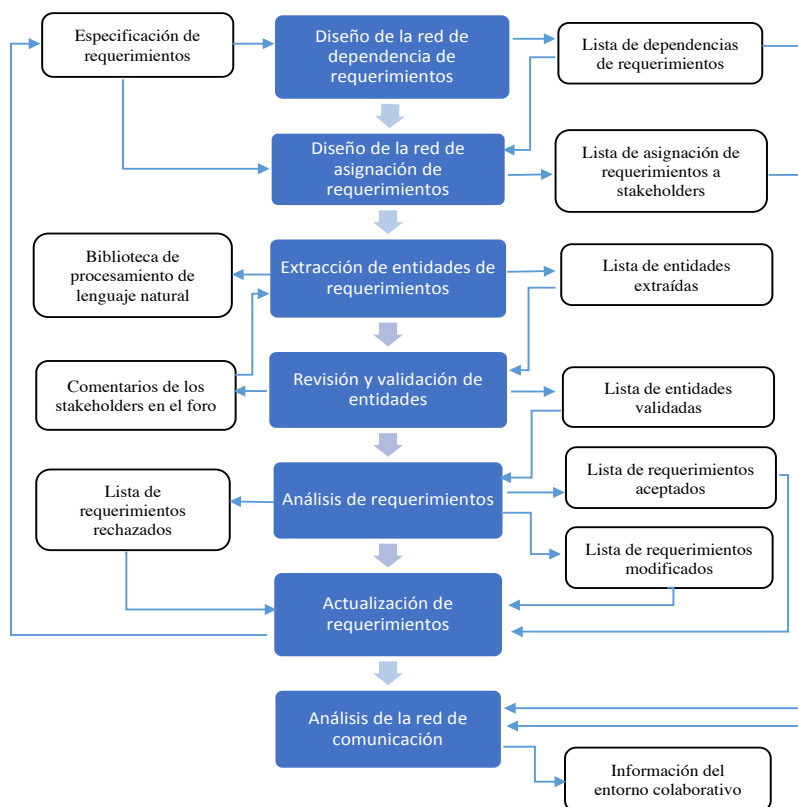 Especificación de
requerimientos
Diseño de la red de
dependencia de
requerimientos
Lista de dependencias
de requerimientos
Diseño de la red de
asignación de
requerimientos
Lista de asignación de
requerimientos a
stakeholders
Biblioteca de
procesamiento de
lenguaje natural
Extracción de entidades de
requerimientos
Lista de entidades
extraídas
Comentarios de los
stakeholders en el foro
Revisión y validación de
entidades
Lista de entidades
validadas
Lista de
requerimientos
rechazados
Análisis de requerimientos
Lista de requerimientos
aceptados
Lista de requerimientos
modificados
Actualización de
requerimientos
Análisis de la red de
comunicación
Información del
entorno colaborativo